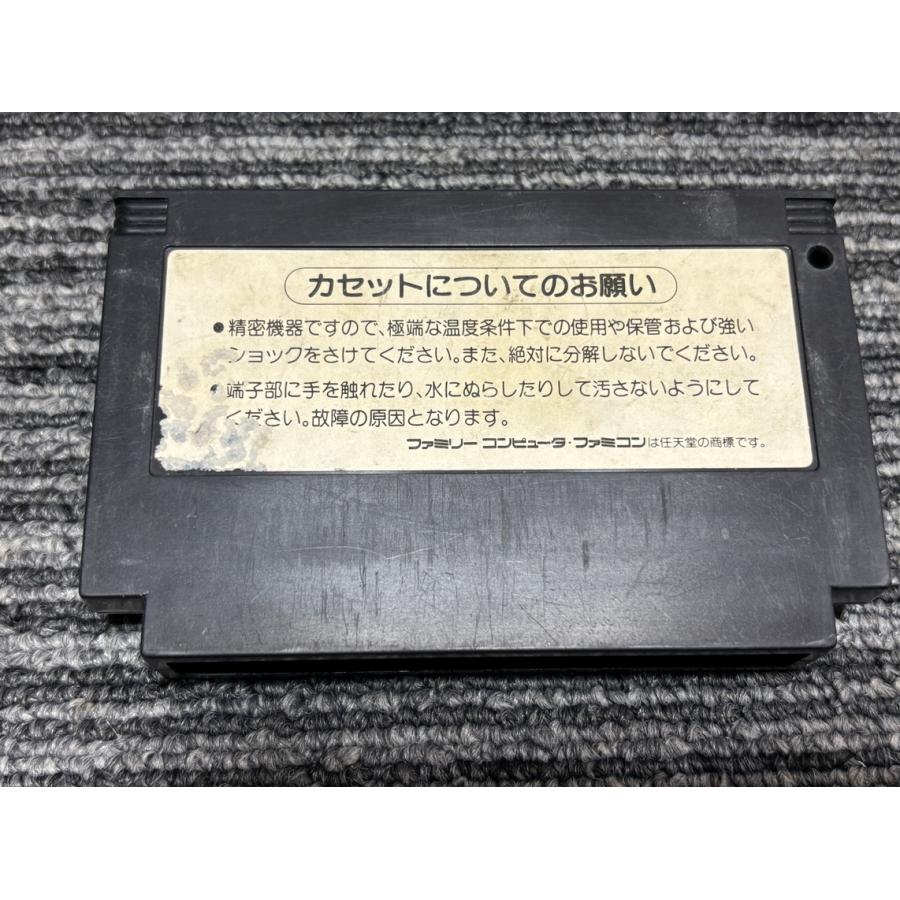 カセットについてのお願い
●精密機器ですので、極端な温度条件下での使用や保管および強い
ショックをさけてください。また、絶対に分解しないでください。
●端子部に手を触れたり、水にぬらしたりして汚さないようにして
ください。故障の原因となります。
ファミリー コンピュータ・ファミコンは任天堂の商標です。